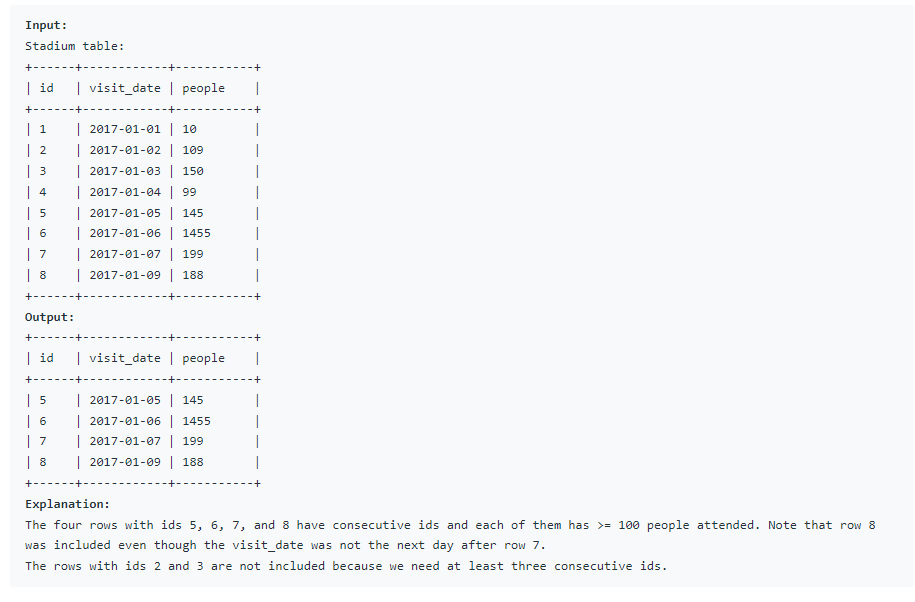 Input:
Stadium table:
+------+------------+-----------+
| id   | visit_date | people    |
+------+------------+-----------+
| 1    | 2017-01-01 | 10        |
| 2    | 2017-01-02 | 109       |
| 3    | 2017-01-03 | 150       |
| 4    | 2017-01-04 | 99        |
| 5    | 2017-01-05 | 145       |
| 6    | 2017-01-06 | 1455      |
| 7    | 2017-01-07 | 199       |
| 8    | 2017-01-09 | 188       |
+------+------------+-----------+
Output:
+------+------------+-----------+
| id   | visit_date | people    |
+------+------------+-----------+
| 5    | 2017-01-05 | 145       |
| 6    | 2017-01-06 | 1455      |
| 7    | 2017-01-07 | 199       |
| 8    | 2017-01-09 | 188       |
+------+------------+-----------+
Explanation:
The four rows with ids 5, 6, 7, and 8 have consecutive ids and each of them has >= 100 people attended. Note that row 8
was included even though the visit_date was not the next day after row 7.
The rows with ids 2 and 3 are not included because we need at least three consecutive ids.